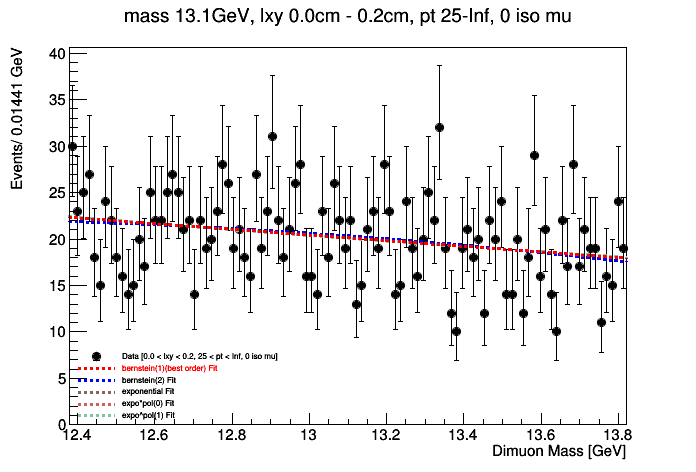 mass 13.1GeV, lxy 0.0cm - 0.2cm, pt 25-Inf, 0 iso mu
Events/ 0.01441 GeV
40
35
30
25
20
15
10
5
0
Data [0.0 < lxy < 0.2, 25 < pt < Inf, 0 iso mu]
bernstein(1)(best order) Fit
bernstein(2) Fit
exponential Fit
expo*pol(0) Fit
expo*pol(1) Fit
12.4 12.6 12.8 13 13.2 13.4 13.6 13.8
Dimuon Mass [GeV]